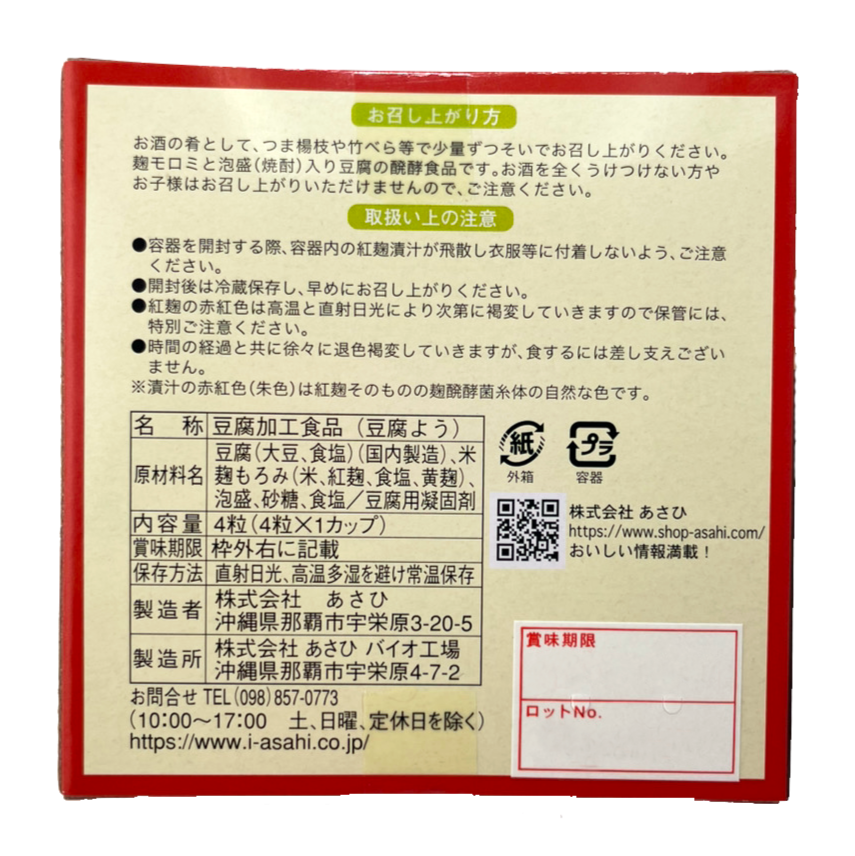 お召し上がり方
お酒の肴として、つま楊枝や竹べら等で少量ずつそいでお召し上がりください。
麹モロミと泡盛(焼酎)入り豆腐の醗酵食品です。お酒を全くうけつけない方や
お子様はお召し上がりいただけませんので、ご注意ください。
取扱い上の注意
●容器を開封する際、容器内の紅麹漬汁が飛散し衣服等に付着しないよう、ご注意
ください。
●開封後は冷蔵保存し、早めにお召し上がりください。
●紅麹の赤紅色は高温と直射日光により次第に褐変していきますので保管には、
特別ご注意ください。
●時間の経過と共に徐々に退色褐変していきますが、食するには差し支えござい
ません。
※漬汁の赤紅色(朱色)は紅麹そのものの麹醗酵菌糸体の自然な色です。
名 称 豆腐加工食品(豆腐よう)
原材料名 豆腐(大豆、食塩)(国内製造)、米
麹もろみ(米、紅麹、食塩、黄麹)、
泡盛、砂糖、食塩/豆腐用凝固剤
内容量 4粒(4粒×1カップ)
賞味期限 枠外右に記載
保存方法 直射日光、高温多湿を避け常温保存
製造者 株式会社 あさひ
沖縄県那覇市宇栄原3-20-5
製造所 株式会社 あさひ バイオ工場
沖縄県那覇市宇栄原4-7-2
お問合せ TEL(098)857-0773
(10:00〜17:00 土、日曜、定休日を除く)
https://www.i-asahi.co.jp/
紙
外箱
プラ
容器
株式会社 あさひ
https://www.shop-asahi.com/
おいしい情報満載!
賞味期限
ロットNo.